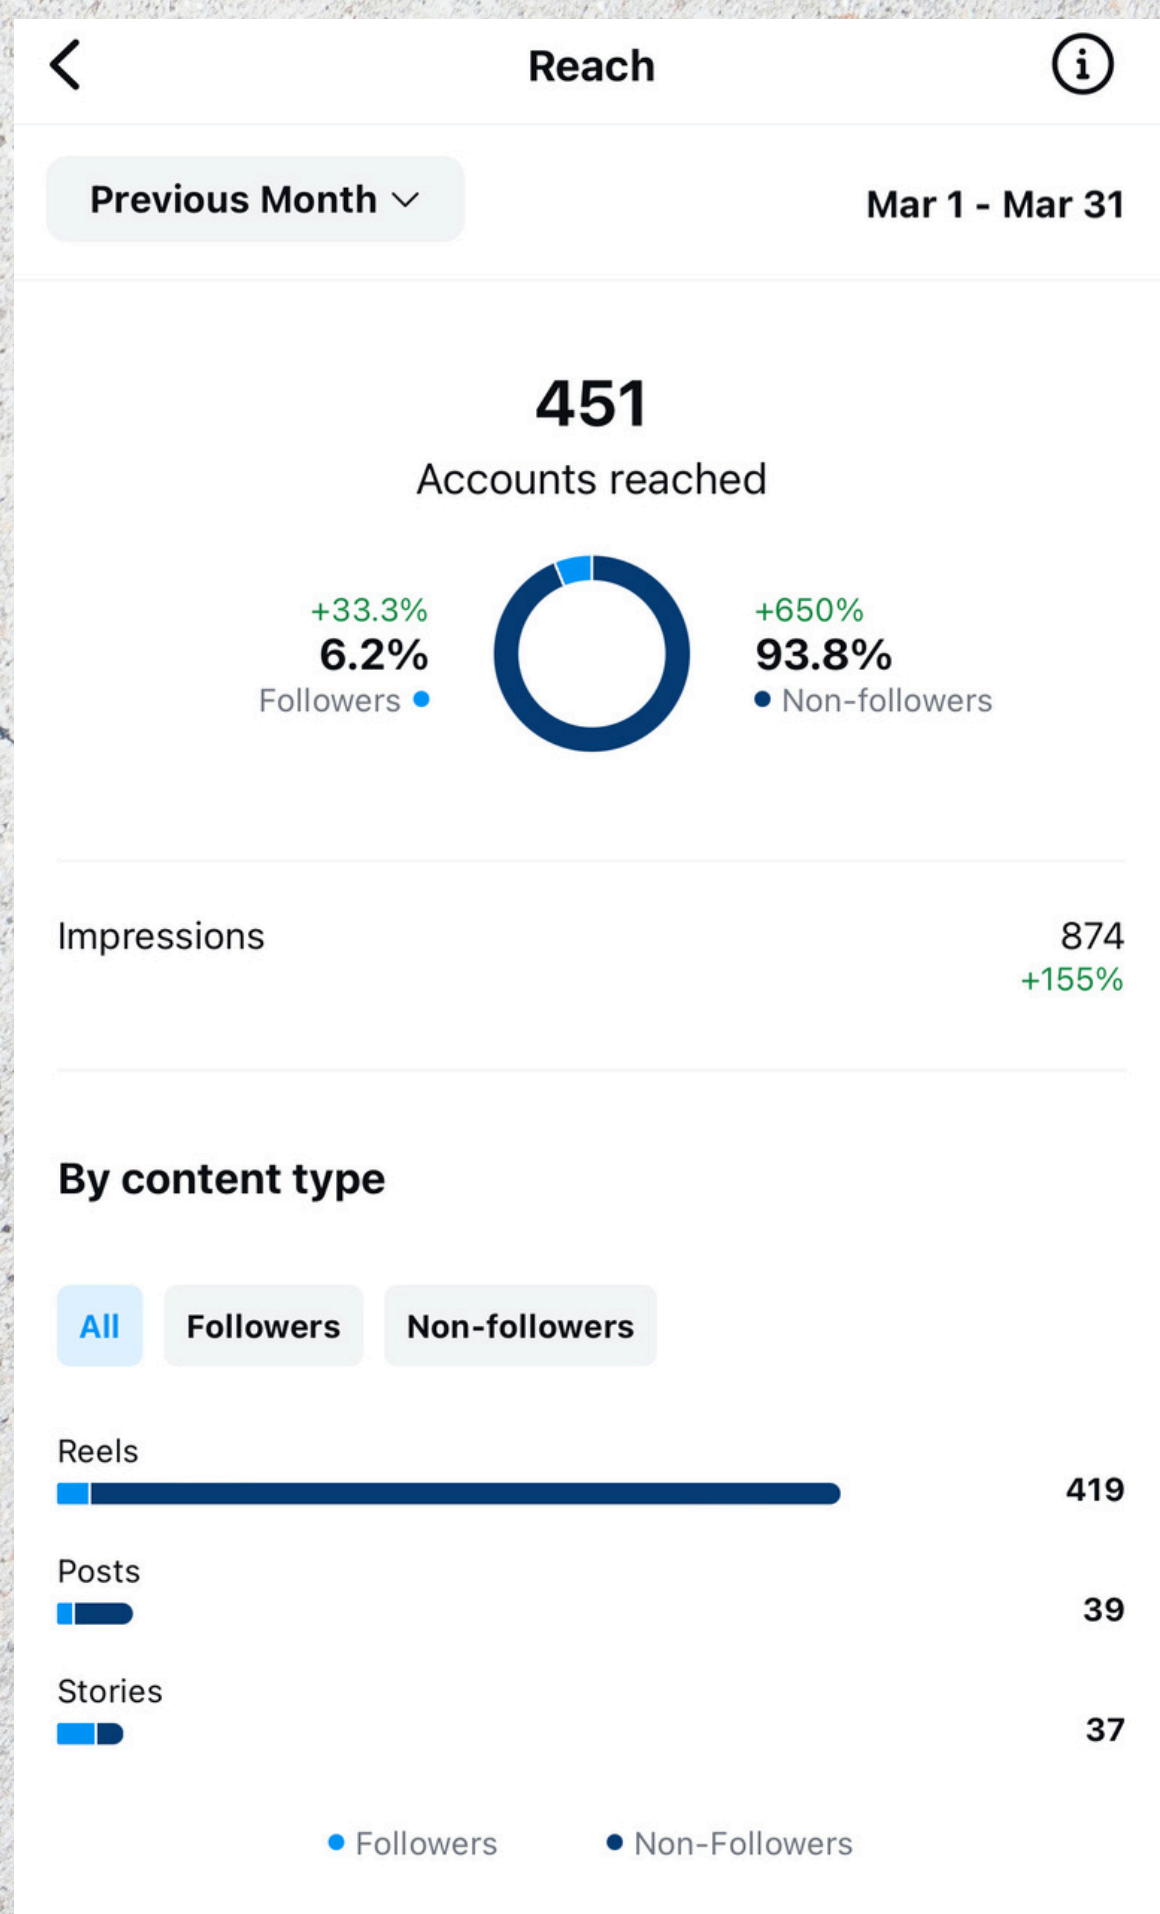 Reach
Previous Month
Mar 1 - Mar 31
451
Accounts reached
+33.3%
6.2%
Followers
+650%
93.8%
Non-followers
Impressions
874
+155%
By content type
All
Followers
Non-followers
Reels
419
Posts
39
Stories
37
Followers
Non-Followers